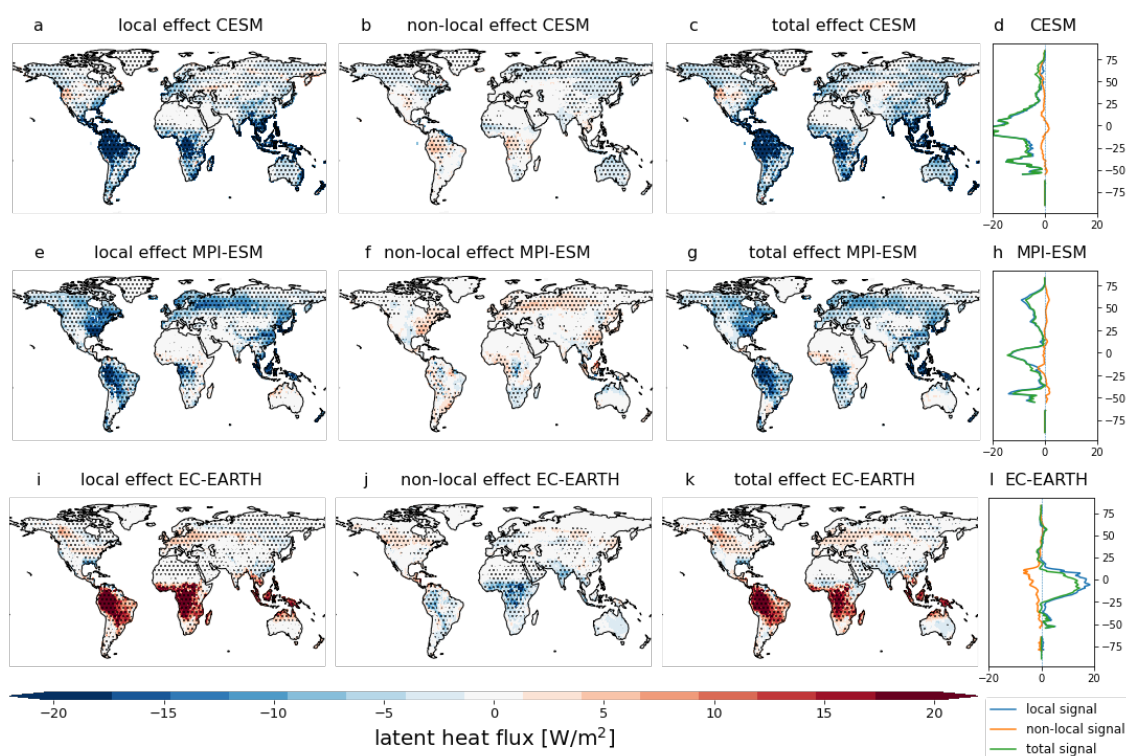 a local effect CESM b non-local effect CESM c total effect CESM d CESM
75
50
25
0
−25
−50
−75
−20 0 20
e local effect MPI-ESM f non-local effect MPI-ESM g total effect MPI-ESM h MPI-ESM
75
50
25
0
−25
−50
−75
−20 0 20
i local effect EC-EARTH j non-local effect EC-EARTH k total effect EC-EARTH l EC-EARTH
75
50
25
0
−25
−50
−75
−20 0 20
−20 −15 −10 −5 0 5 10 15 20
latent heat flux [W/m²]
local signal
non-local signal
total signal